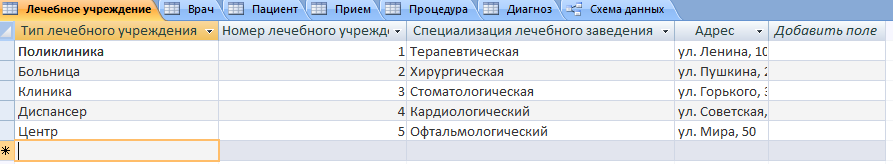 Лечебное учреждение Врач Пациент Прием Процедура Диагноз Схема данных
Тип лечебного учреждения Номер лечебного учрежде Специализация лечебного заведения Адрес Добавить поле
Поликлиника 1 Терапевтическая ул. Ленина, 10
Больница 2 Хирургическая ул. Пушкина, 2
Клиника 3 Стоматологическая ул. Горького, 3
Диспансер 4 Кардиологический ул. Советская,
Центр 5 Офтальмологический ул. Мира, 50